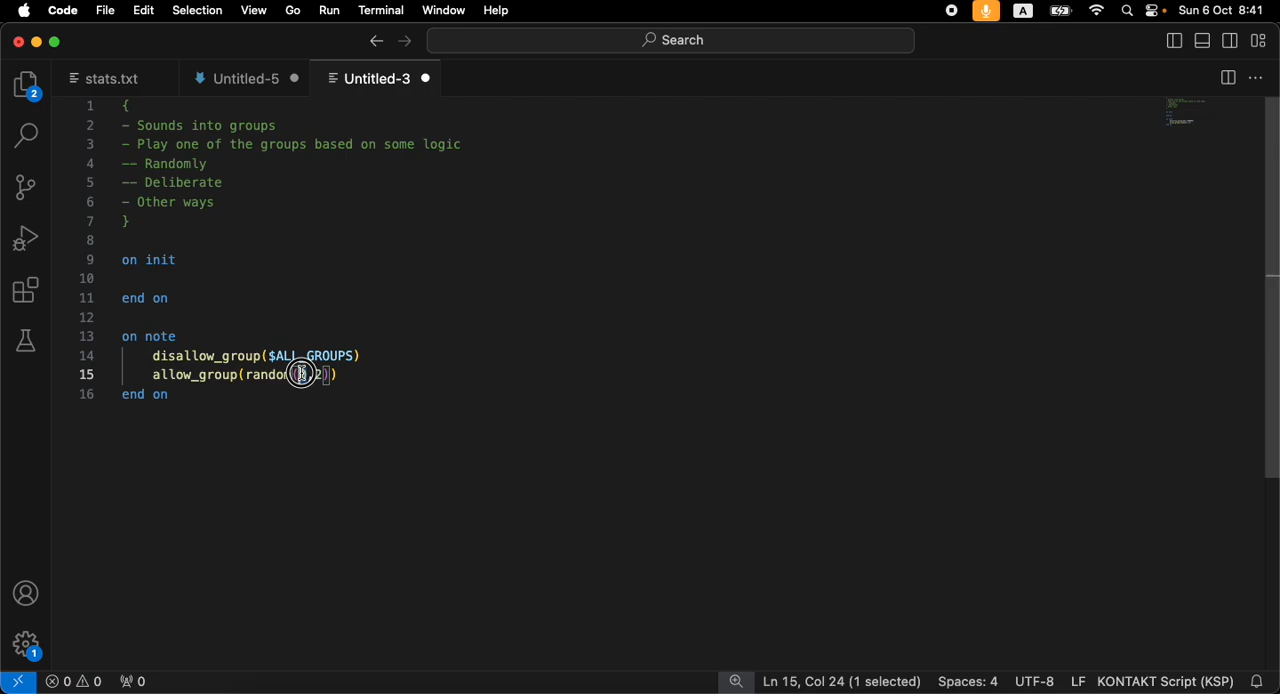 Code File Edit Selection View Go Run Terminal Window Help A Sun 6 Oct 8:41
Search
stats.txt Untitled-5 Untitled-3
2
1 {
2 - Sounds into groups
3 - Play one of the groups based on some logic
4 -- Randomly
5 -- Deliberate
6 - Other ways
7 }
8
9 on init
10
11 end on
12
13 on note
14 disallow_group($ALL_GROUPS)
15 allow_group( ,2))
16 end on
1
0 0 0 Ln 15, Col 24 (1 selected) Spaces: 4 UTF-8 LF KONTAKT Script (KSP)